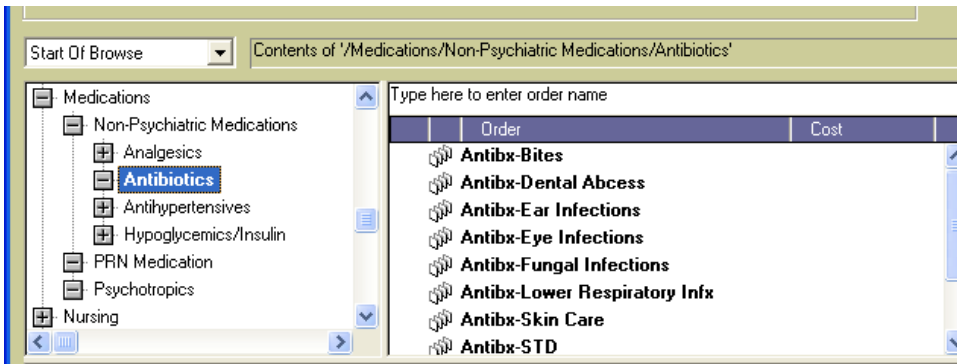 Start Of Browse
Contents of '/Medications/Non-Psychiatric Medications/Antibiotics'
Medications
Non-Psychiatric Medications
Analgesics
Antibiotics
Antihypertensives
Hypoglycemics/Insulin
PRN Medication
Psychotropics
Nursing
Type here to enter order name
Order Cost
Antibx-Bites
Antibx-Dental Abcess
Antibx-Ear Infections
Antibx-Eye Infections
Antibx-Fungal Infections
Antibx-Lower Respiratory Infx
Antibx-Skin Care
Antibx-STD